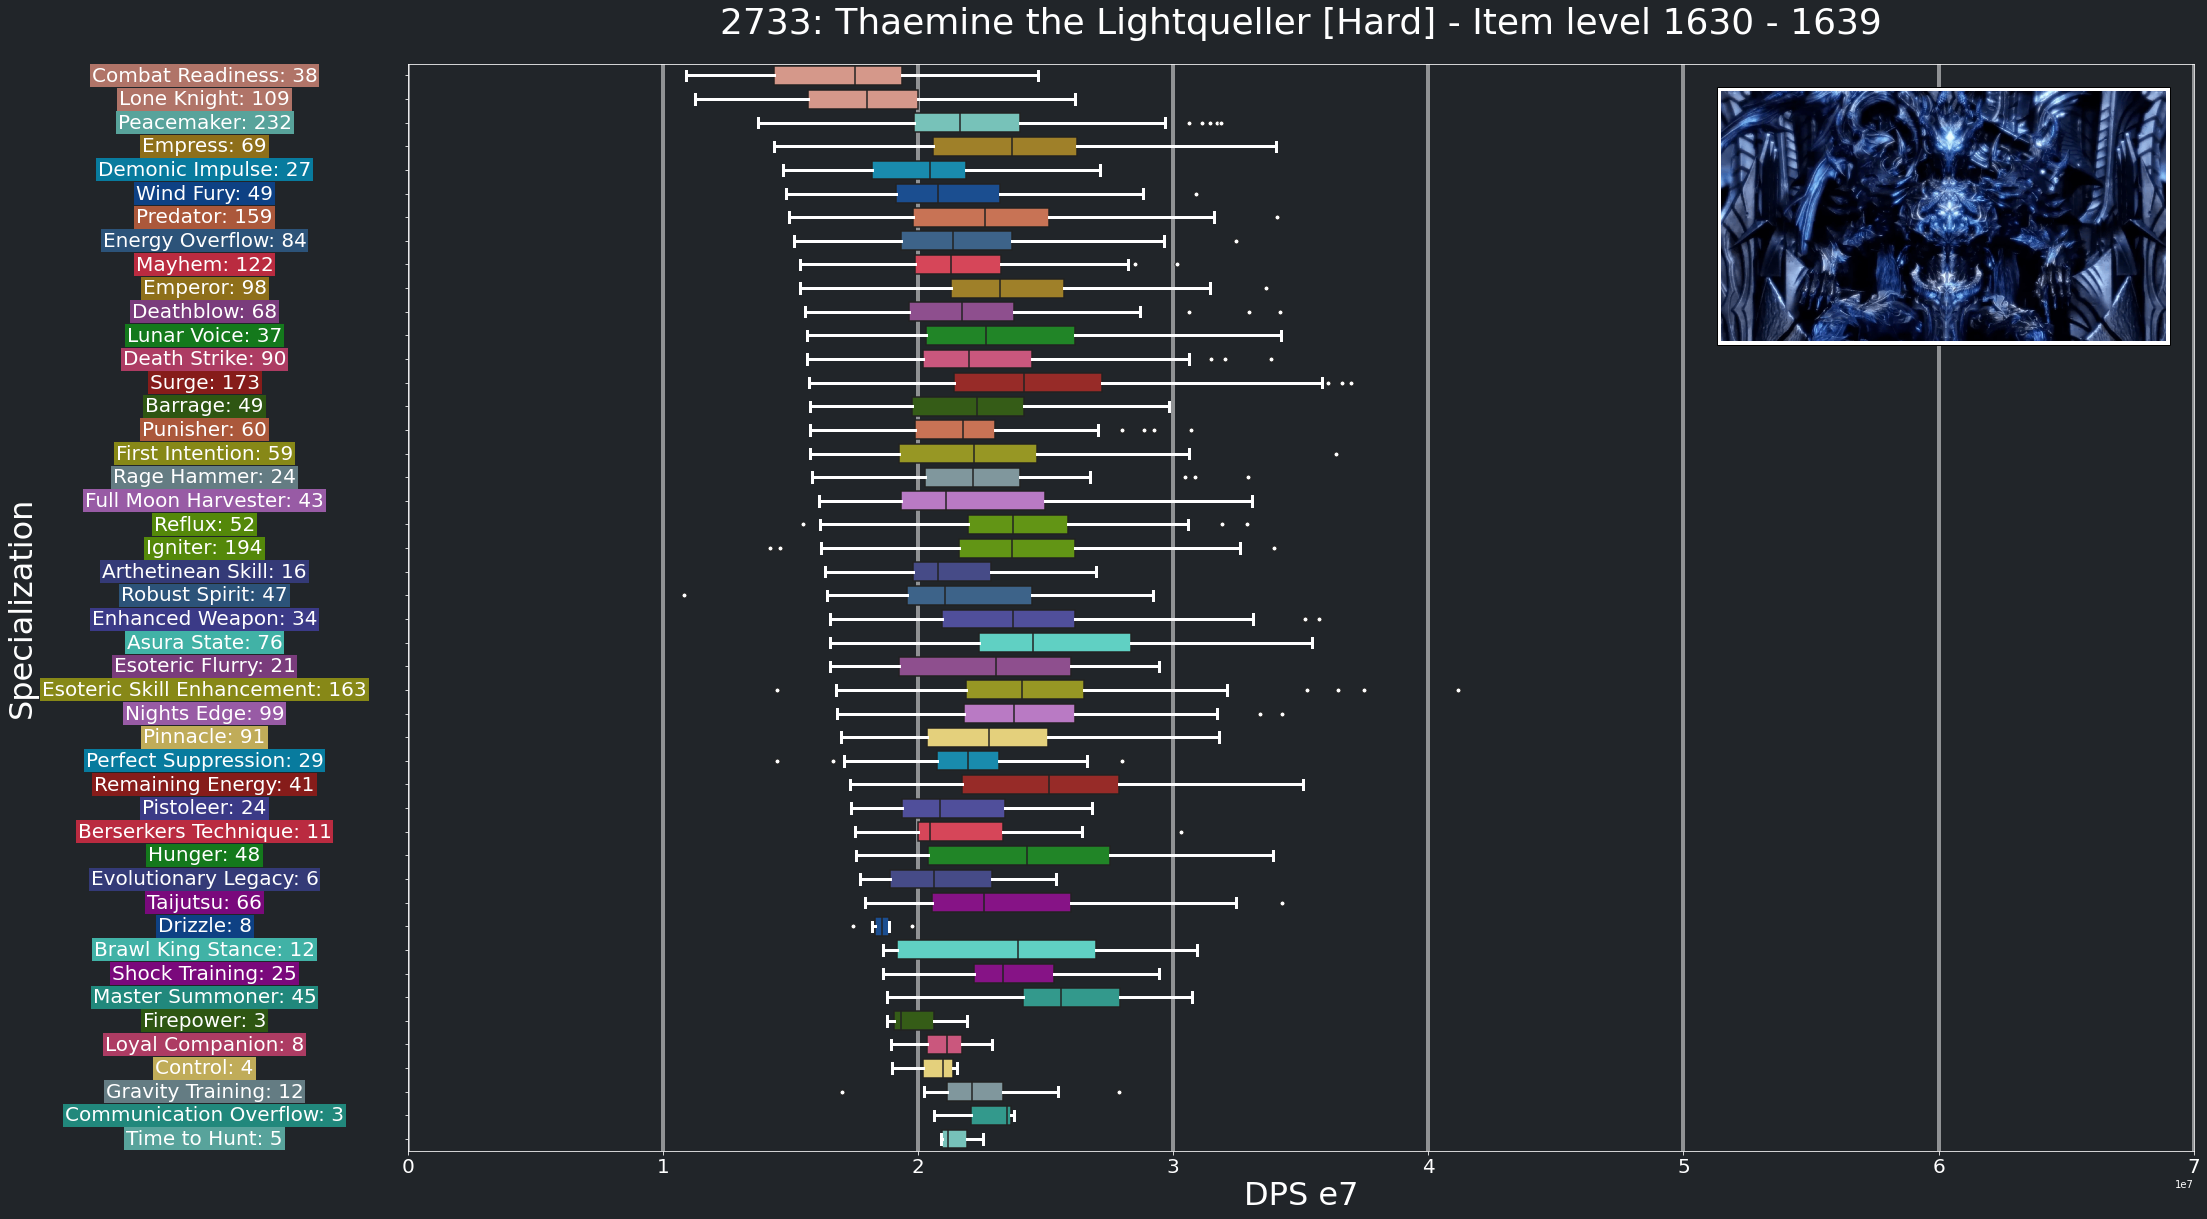 2733: Thaemine the Lightqueller [Hard] - Item level 1630 - 1639
Specialization
Combat Readiness: 38
Lone Knight: 109
Peacemaker: 232
Empress: 69
Demonic Impulse: 27
Wind Fury: 49
Predator: 159
Energy Overflow: 84
Mayhem: 122
Emperor: 98
Deathblow: 68
Lunar Voice: 37
Death Strike: 90
Surge: 173
Barrage: 49
Punisher: 60
First Intention: 59
Rage Hammer: 24
Full Moon Harvester: 43
Reflux: 52
Igniter: 194
Arthetinean Skill: 16
Robust Spirit: 47
Enhanced Weapon: 34
Asura State: 76
Esoteric Flurry: 21
Esoteric Skill Enhancement: 163
Nights Edge: 99
Pinnacle: 91
Perfect Suppression: 29
Remaining Energy: 41
Pistoleer: 24
Berserkers Technique: 11
Hunger: 48
Evolutionary Legacy: 6
Taijutsu: 66
Drizzle: 8
Brawl King Stance: 12
Shock Training: 25
Master Summoner: 45
Firepower: 3
Loyal Companion: 8
Control: 4
Gravity Training: 12
Communication Overflow: 3
Time to Hunt: 5
0 1 2 3 4 5 6 7
1e7
DPS e7